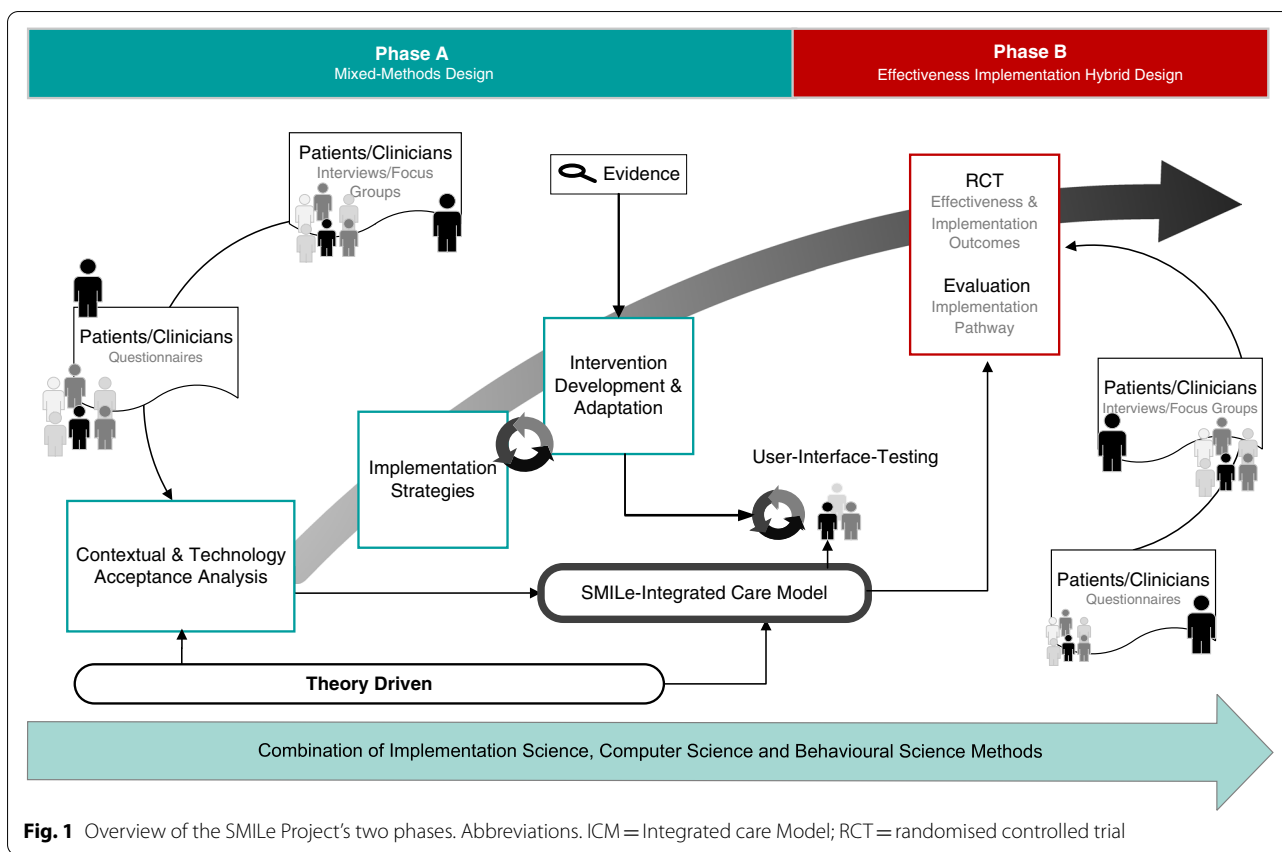 Phase A
Mixed-Methods Design
Phase B
Effectiveness Implementation Hybrid Design
Patients/Clinicians
Interviews/Focus
Groups
Evidence
RCT
Effectiveness &
Implementation
Outcomes
Evaluation
Implementation
Pathway
Patients/Clinicians
Questionnaires
Intervention
Development &
Adaptation
Patients/Clinicians
Interviews/Focus Groups
Implementation
Strategies
User-Interface-Testing
Contextual & Technology
Acceptance Analysis
SMILe-Integrated Care Model
Patients/Clinicians
Questionnaires
Theory Driven
Combination of Implementation Science, Computer Science and Behavioural Science Methods
Fig. 1 Overview of the SMILe Project's two phases. Abbreviations. ICM = Integrated care Model; RCT = randomised controlled trial